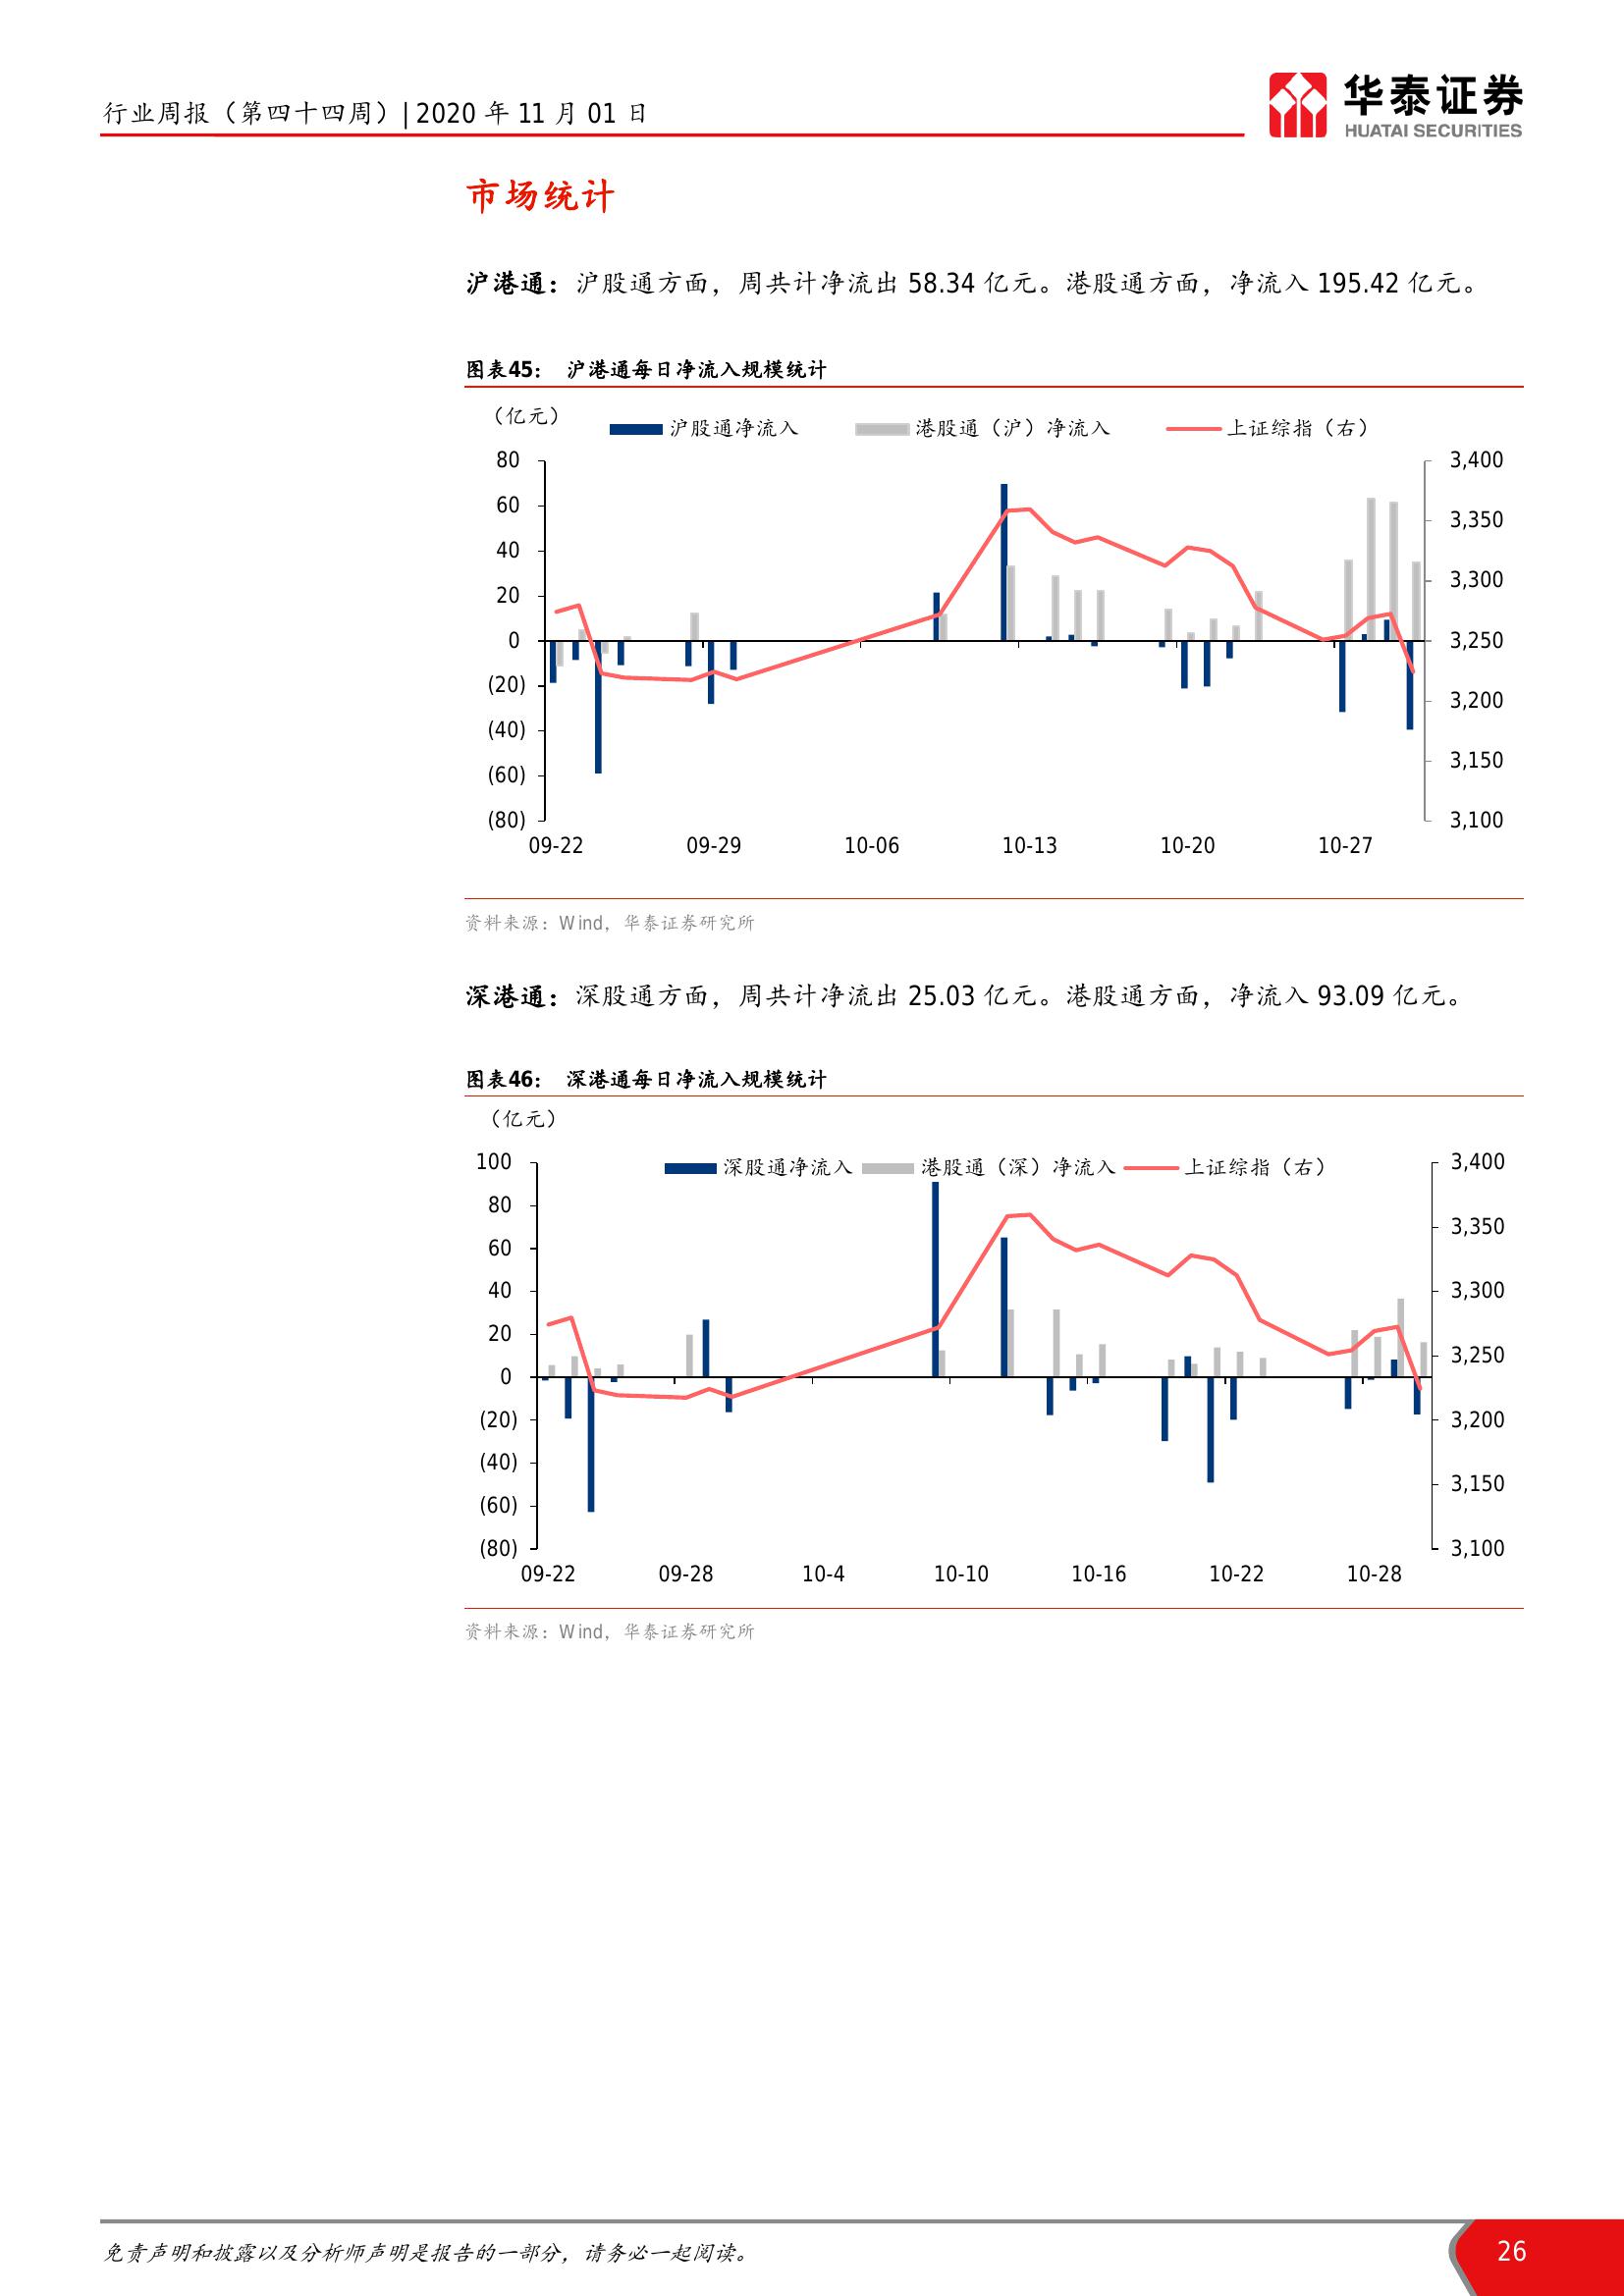 行业周报（第四十四周）| 2020 年 11 月 01 日
华泰证券
HUATAI SECURITIES
市场统计
沪港通：沪股通方面，周共计净流出 58.34 亿元。港股通方面，净流入 195.42 亿元。
图表45： 沪港通每日净流入规模统计
（亿元）
沪股通净流入 港股通（沪）净流入 上证综指（右）
80 3,400
60 3,350
40
20 3,300
0 3,250
(20) 3,200
(40)
(60) 3,150
(80) 3,100
09-22 09-29 10-06 10-13 10-20 10-27
资料来源：Wind，华泰证券研究所
深港通：深股通方面，周共计净流出 25.03 亿元。港股通方面，净流入 93.09 亿元。
图表46： 深港通每日净流入规模统计
（亿元）
深股通净流入 港股通（深）净流入 上证综指（右）
100 3,400
80 3,350
60
40 3,300
20 3,250
0
(20) 3,200
(40)
(60) 3,150
(80) 3,100
09-22 09-28 10-4 10-10 10-16 10-22 10-28
资料来源：Wind，华泰证券研究所
免责声明和披露以及分析师声明是报告的一部分，请务必一起阅读。
26